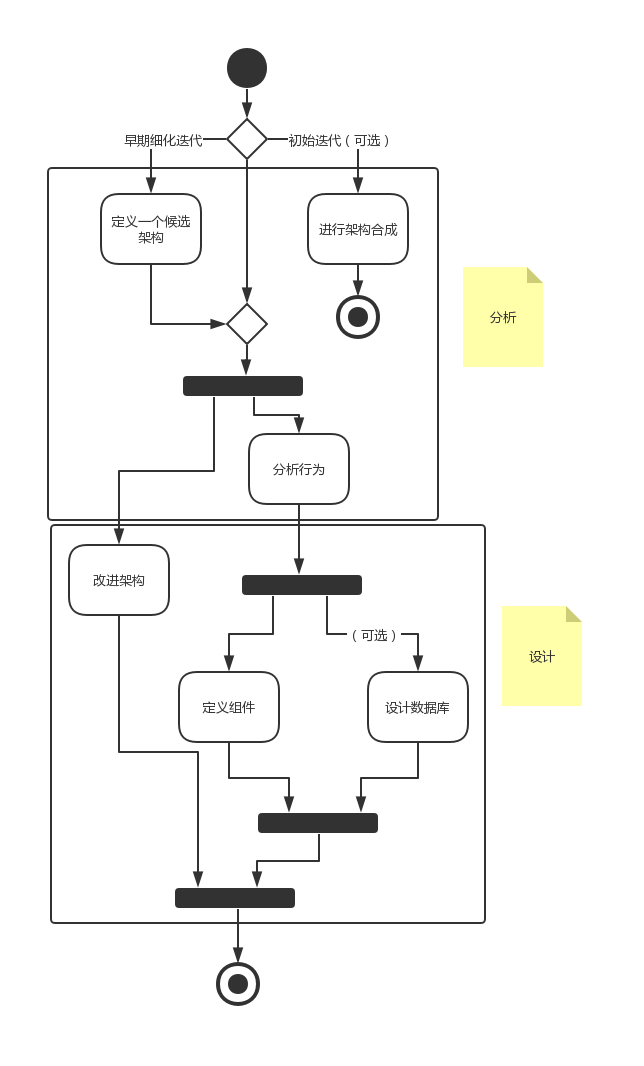 早期细化迭代
初始迭代（可选）
定义一个候选
架构
进行架构合成
分析
分析行为
改进架构
（可选）
设计
定义组件
设计数据库